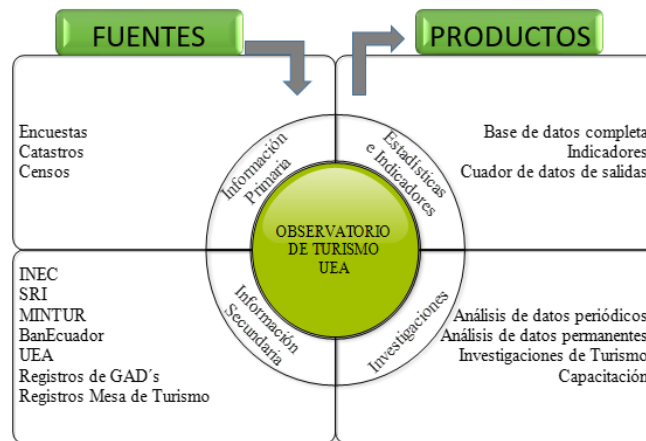 FUENTES
PRODUCTOS
Encuestas
Catastros
Censos
Información
Primaria
Estadísticas
e Indicadores
Base de datos completa
Indicadores
Cuador de datos de salidas
OBSERVATORIO
DE TURISMO
UEA
INEC
SRI
MINTUR
BanEcuador
UEA
Registros de GAD´s
Registros Mesa de Turismo
Información
Secundaria
Investigaciones
Análisis de datos periódicos
Análisis de datos permanentes
Investigaciones de Turismo
Capacitación